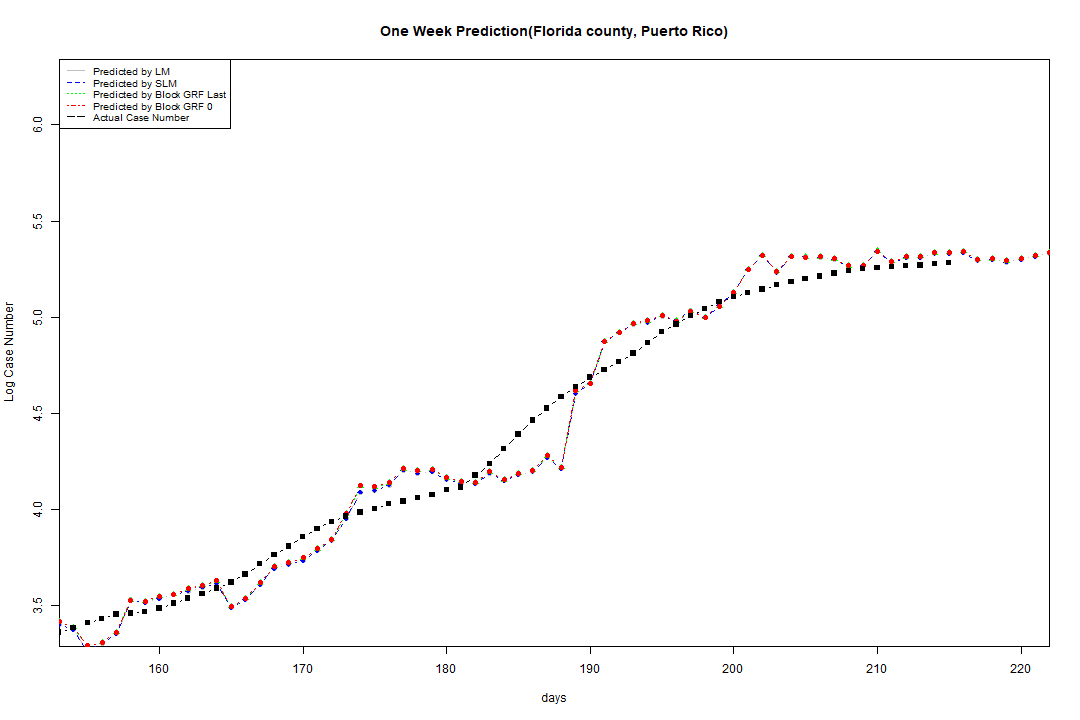 One Week Prediction(Florida county, Puerto Rico)
Predicted by LM
Predicted by SLM
Predicted by Block GRF Last
Predicted by Block GRF 0
Actual Case Number
6.0
5.5
5.0
4.5
4.0
3.5
Log Case Number
160 170 180 190 200 210 220
days